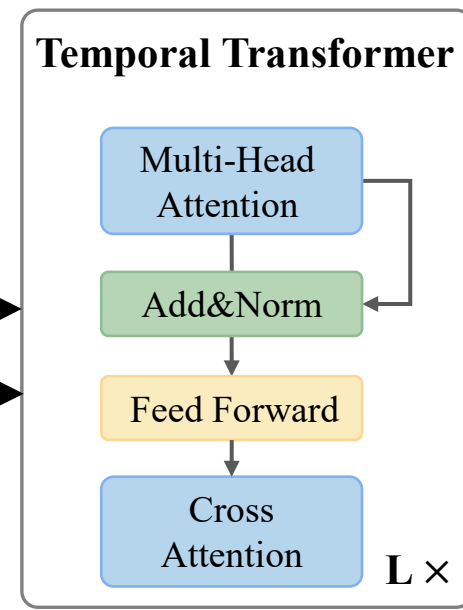 Temporal Transformer
Multi-Head
Attention
Add&Norm
Feed Forward
Cross
Attention
L ×